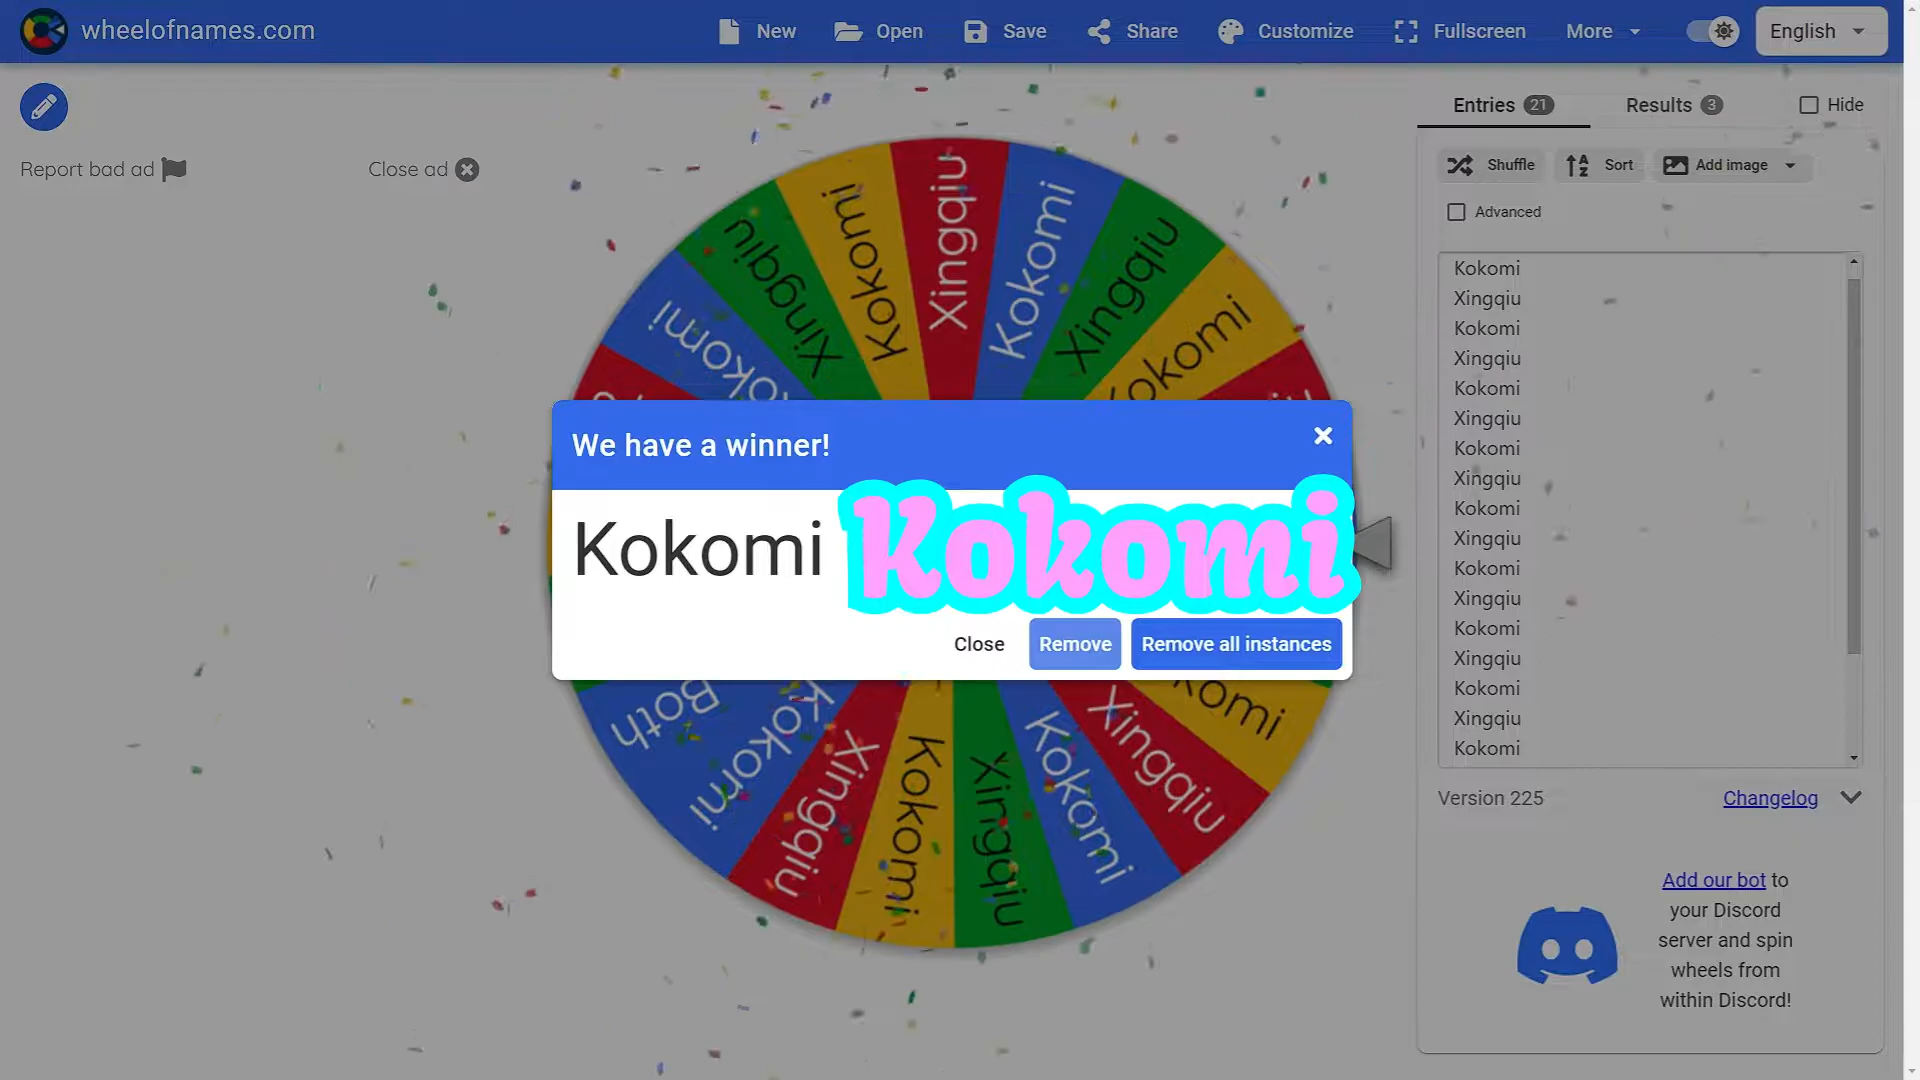 wheelofnames.com
New
Open
Save
Share
Customize
Fullscreen
More
English
Report bad ad
Close ad
Entries 21
Results 3
Hide
Shuffle
Sort
Add image
Advanced
Kokomi
Xingqiu
Kokomi
Xingqiu
Kokomi
Xingqiu
Kokomi
Xingqiu
Kokomi
Xingqiu
Kokomi
Xingqiu
Kokomi
Xingqiu
Kokomi
Xingqiu
Kokomi
Version 225
Changelog
Add our bot to
your Discord
server and spin
wheels from
within Discord!
Kokomi
Xingqiu
Kokomi
Xingqiu
Kokomi
Xingqiu
okomi
We have a winner!
Kokomi
Kokomi
Close
Remove
Remove all instances
Both
Kokomi
Xingqiu
Kokomi
Xingqiu
Kokomi
Xingqiu
komi